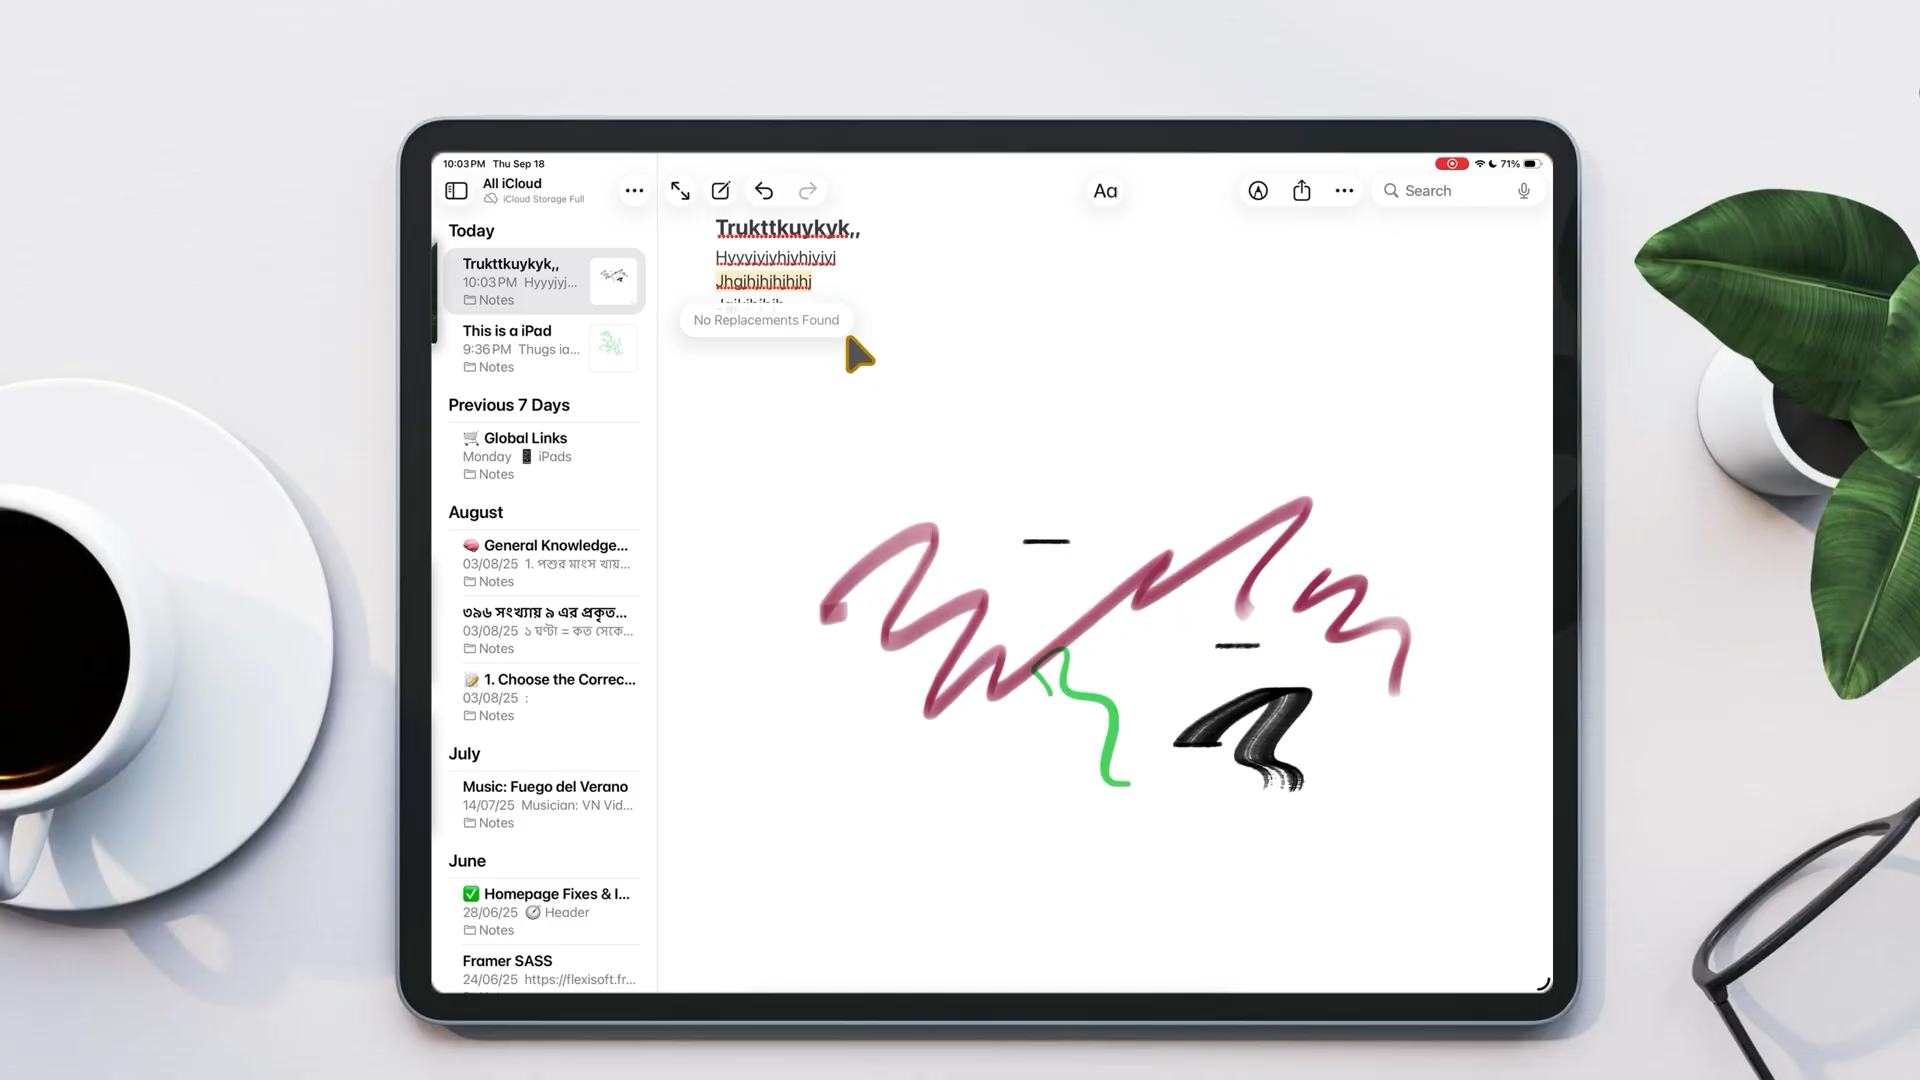 10:03 PM Thu Sep 18
71%
All iCloud
iCloud Storage Full
Aa
Search
Today
Trukttkuykyk,,
10:03 PM Hyyyjyj...
Notes
This is a iPad
9:36 PM Thugs ia...
Notes
Previous 7 Days
🛒 Global Links
Monday 📱 iPads
Notes
August
🧠 General Knowledge...
03/08/25 1. পশুর মাংস খায়...
Notes
৩৯৬ সংখ্যায় ৯ এর প্রকৃত...
03/08/25 ১ ঘণ্টা = কত সেকে...
Notes
📝 1. Choose the Correc...
03/08/25 :
Notes
July
Music: Fuego del Verano
14/07/25 Musician: VN Vid...
Notes
June
✅ Homepage Fixes & I...
28/06/25 🧭 Header
Notes
Framer SASS
24/06/25 https://flexisoft.fr...
Trukttkuykyk,,
No Replacements Found